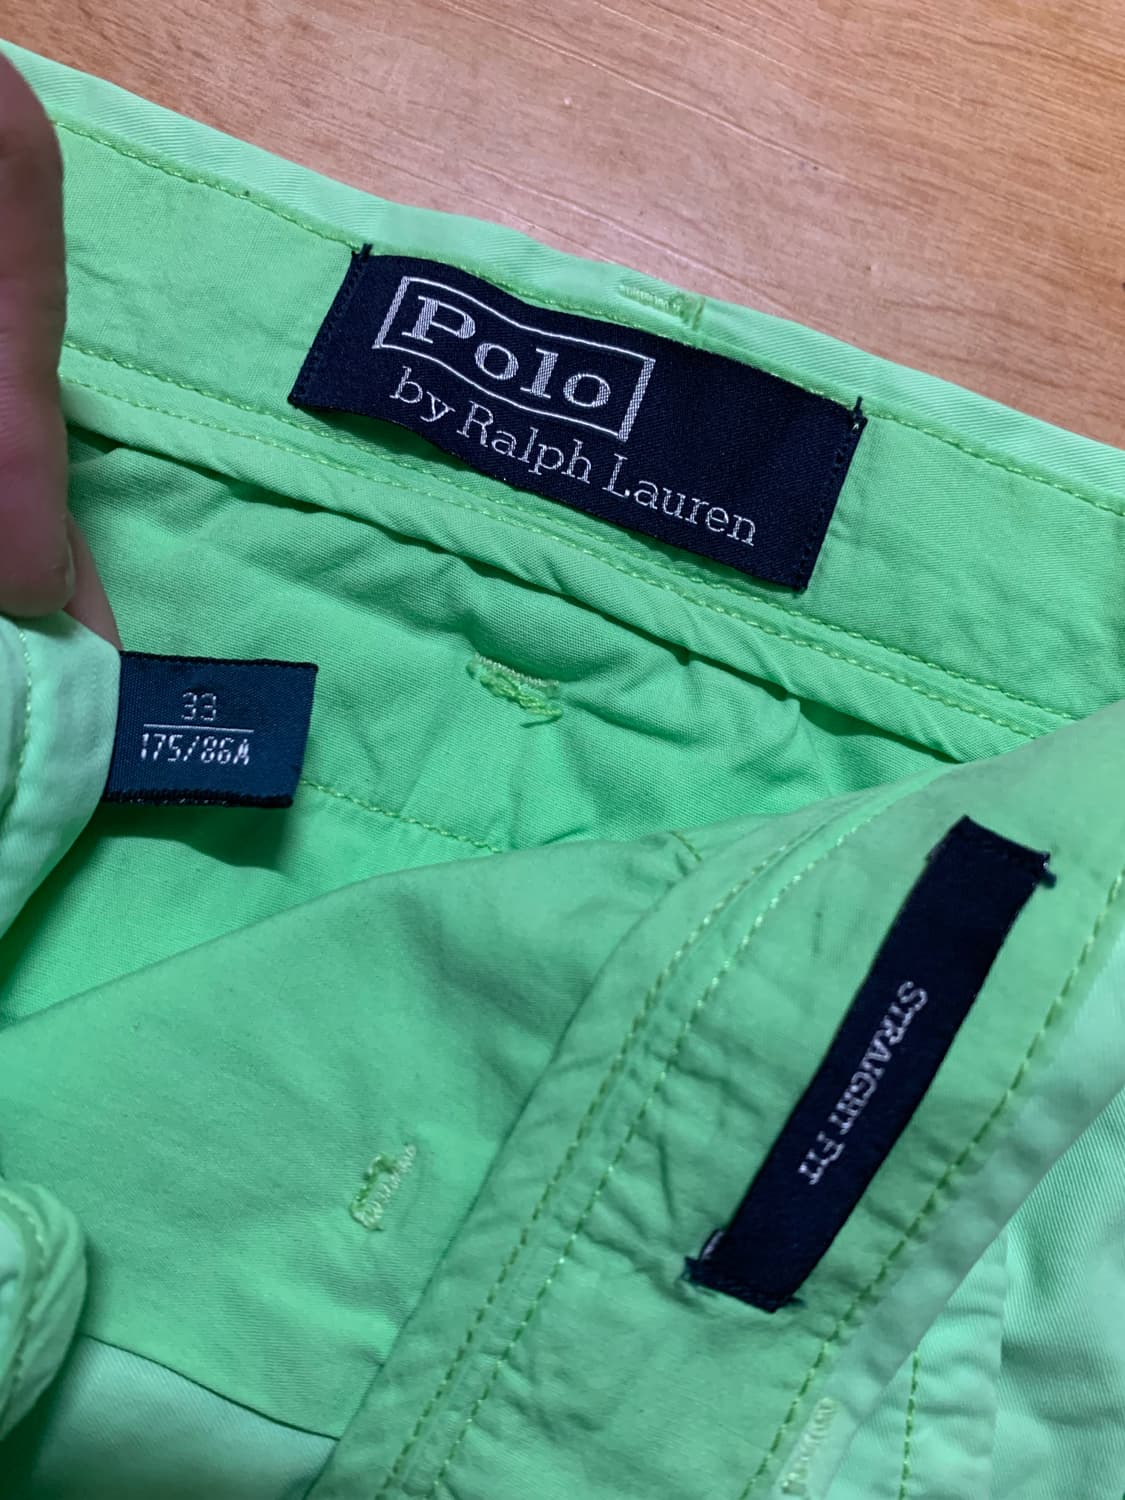 Polo
by Ralph Lauren
33
175/86A
STRAIGHT FIT